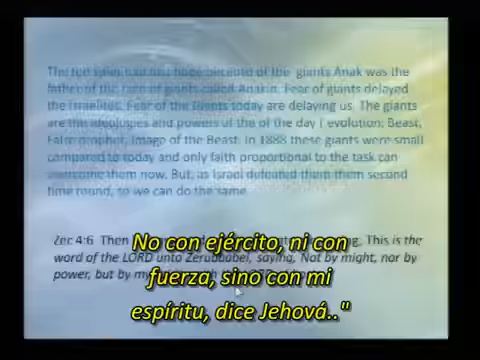 The ten spies had lost hope because of the giants Anak was the
father of the race of giants called Anakin. Fear of giants delayed
the Israelites. Fear of the Giants today are delaying us. The giants
are the ideologies and powers of the of the day ( evolution, Beast,
False prophet, Image of the Beast. In 1888 these giants were small
compared to today and only faith proportional to the task can
overcome them now. But, as Israel defeated them them second
time round, so we can do the same.
Zec 4:6 Then This is the
word of the LORD unto Zerubbabel, saying, Not by might, nor by
power, but by my
No con ejército, ni con
fuerza, sino con mi
espíritu, dice Jehová.."